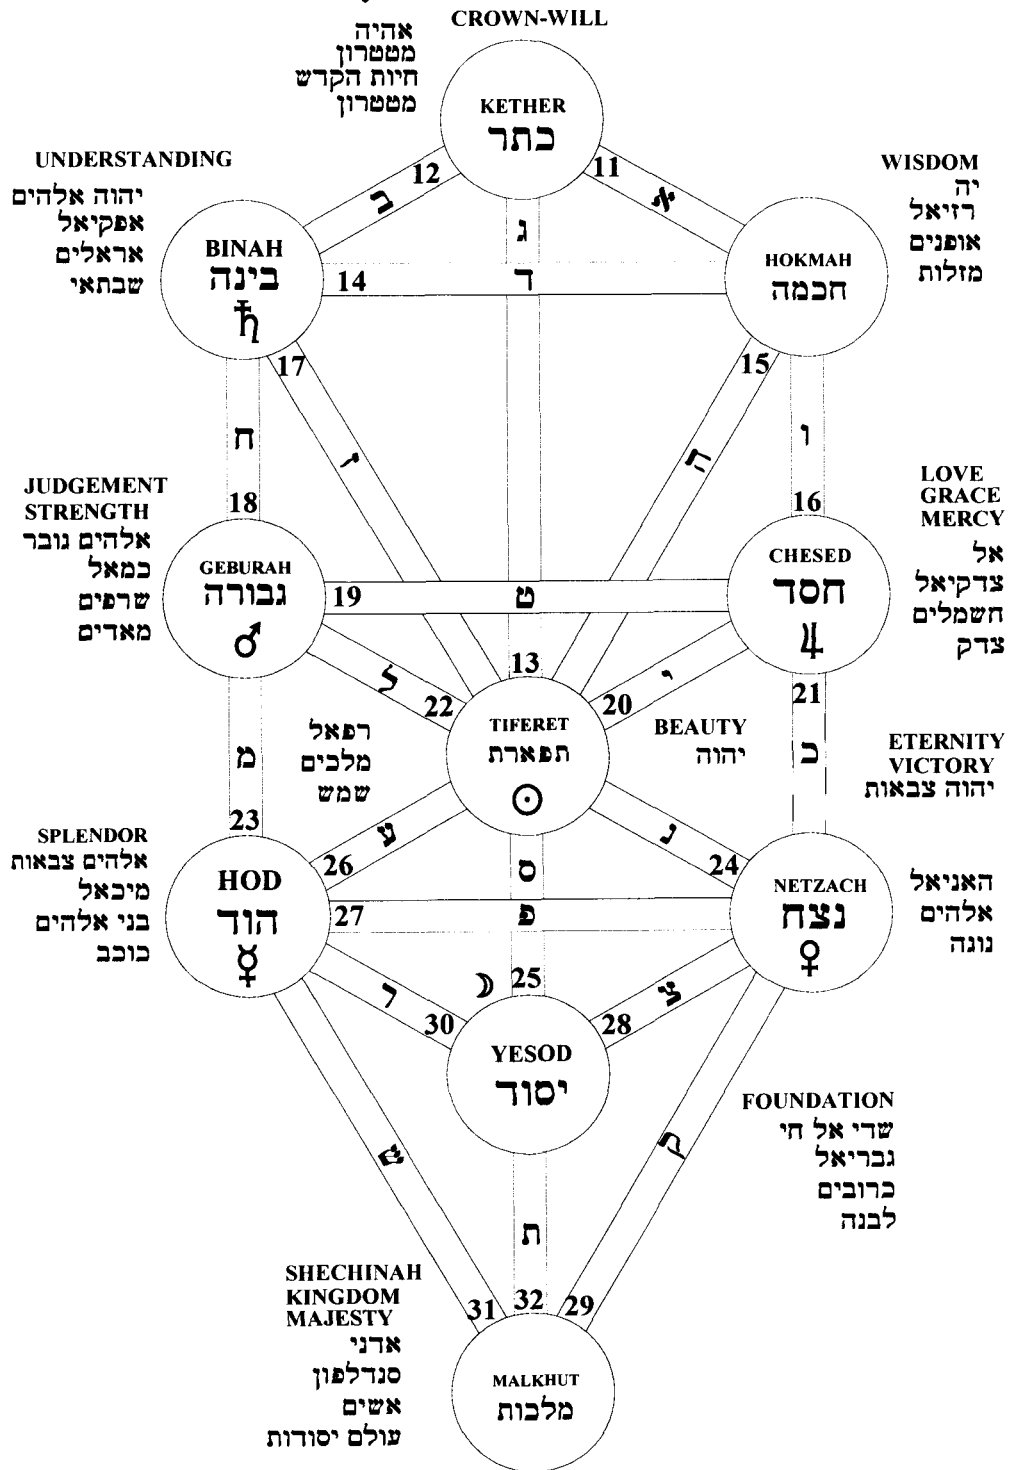 CROWN-WILL
אהיה
מטטרון
חיות הקדש
מטטרון
KETHER
כתר
UNDERSTANDING
יהוה אלהים
אפקיאל
אראלים
שבתאי
12
ב
11
א
WISDOM
יה
רזיאל
אופנים
מזלות
BINAH
בינה
♄
ג
14
ד
HOKMAH
חכמה
17
ז
15
ה
ח
18
ו
16
JUDGEMENT
STRENGTH
אלהים גובר
כמאל
שרפים
מאדים
GEBURAH
גבורה
♂
19
ט
LOVE
GRACE
MERCY
אל
צדקיאל
חשמלים
צדק
CHESED
חסד
♃
13
ל
22
י
20
21
כ
רפאל
מלכים
שמש
TIFERET
תפארת
☉
BEAUTY
יהוה
ETERNITY
VICTORY
יהוה צבאות
מ
23
SPLENDOR
אלהים צבאות
מיכאל
בני אלהים
כוכב
HOD
הוד
☿
ע
26
ס
נ
24
27
פ
NETZACH
נצח
♀
האניאל
אלהים
נוגה
ר
30
☽
25
צ
28
YESOD
יסוד
FOUNDATION
שדי אל חי
גבריאל
כרובים
לבנה
ש
ת
ק
SHECHINAH
KINGDOM
MAJESTY
אדני
סנדלפון
אשים
עולם יסודות
31
32
29
MALKHUT
מלכות